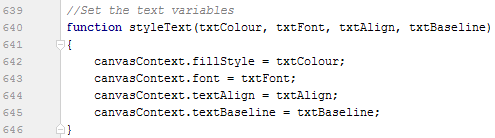 639 //Set the text variables
640 function styleText(txtColour, txtFont, txtAlign, txtBaseline)
641 {
642 canvasContext.fillStyle = txtColour;
643 canvasContext.font = txtFont;
644 canvasContext.textAlign = txtAlign;
645 canvasContext.textBaseline = txtBaseline;
646 }